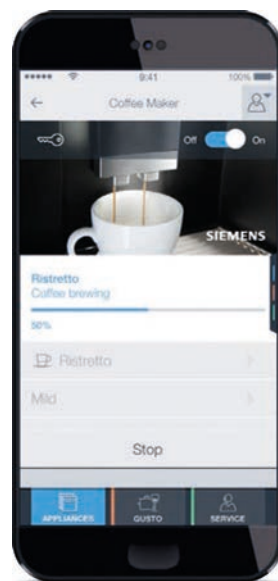 9:41
100%
Coffee Maker
Off
On
SIEMENS
Ristretto
Coffee brewing
50%
Ristretto
Mild
Stop
APPLIANCES
GUSTO
SERVICE